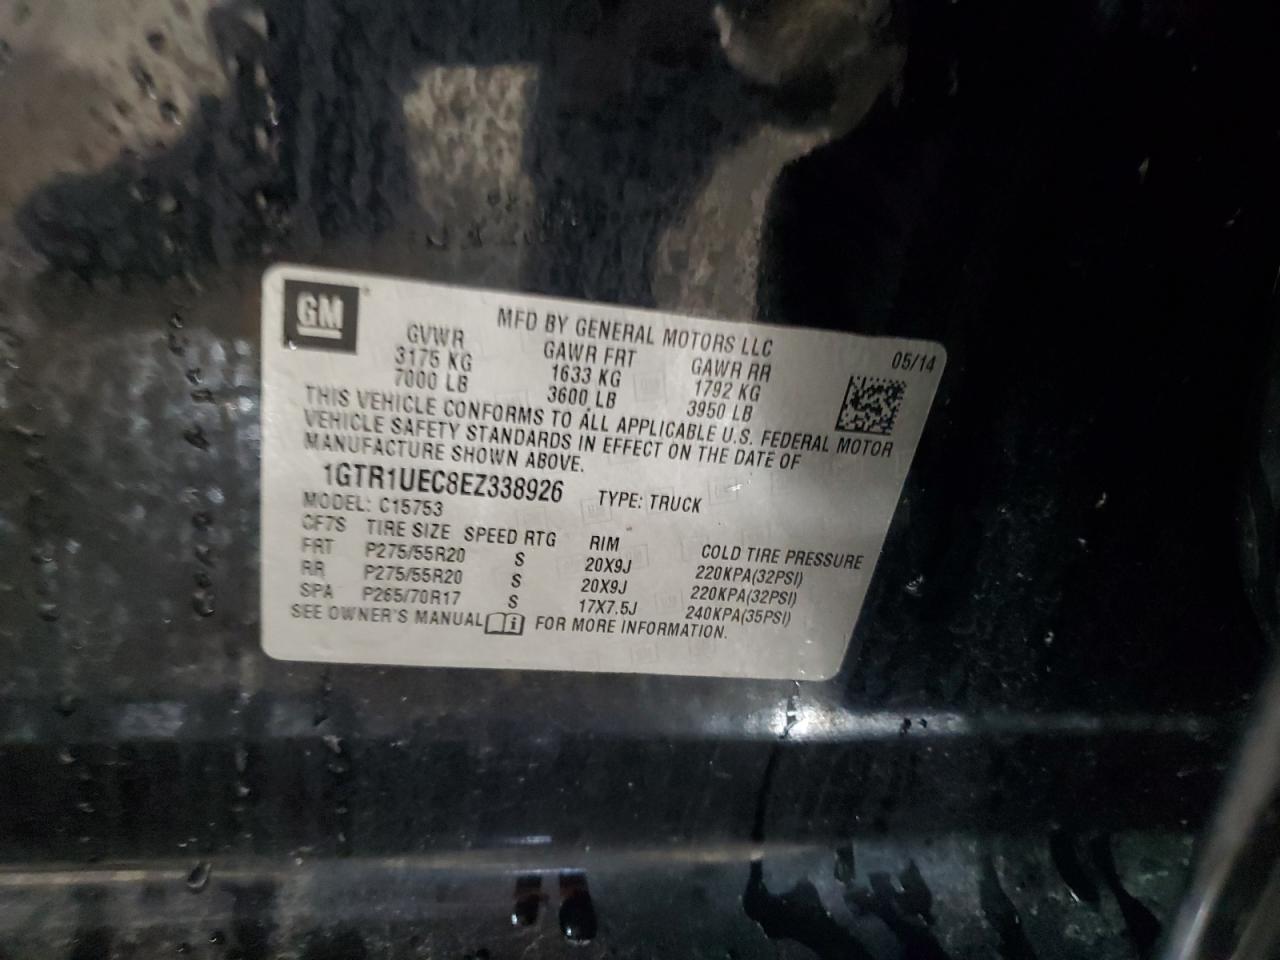 GM
MFD BY GENERAL MOTORS LLC
05/14
GVWR GAWR FRT GAWR RR
3175 KG 1633 KG 1792 KG
7000 LB 3600 LB 3950 LB
THIS VEHICLE CONFORMS TO ALL APPLICABLE U.S. FEDERAL MOTOR
VEHICLE SAFETY STANDARDS IN EFFECT ON THE DATE OF
MANUFACTURE SHOWN ABOVE.
1GTR1UEC8EZ338926 TYPE: TRUCK
MODEL: C15753
CF7S TIRE SIZE SPEED RTG RIM COLD TIRE PRESSURE
FRT P275/55R20 S 20X9J 220KPA(32PSI)
RR P275/55R20 S 20X9J 220KPA(32PSI)
SPA P265/70R17 S 17X7.5J 240KPA(35PSI)
SEE OWNER'S MANUAL FOR MORE INFORMATION.